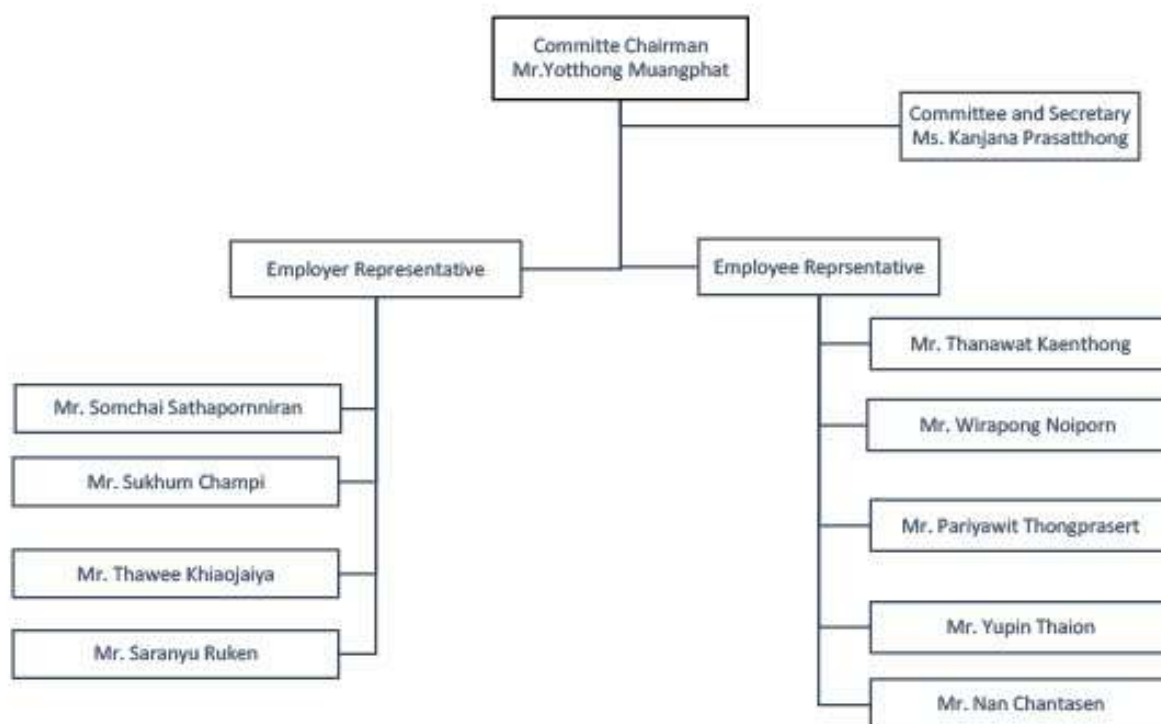 Committe Chairman
Mr.Yotthong Muangphat
Committee and Secretary
Ms. Kanjana Prasatthong
Employer Representative
Employee Reprsentative
Mr. Somchai Sathapornniran
Mr. Sukhum Champi
Mr. Thawee Khiaojaiya
Mr. Saranyu Ruken
Mr. Thanawat Kaenthong
Mr. Wirapong Noiporn
Mr. Pariyawit Thongprasert
Mr. Yupin Thaion
Mr. Nan Chantasen